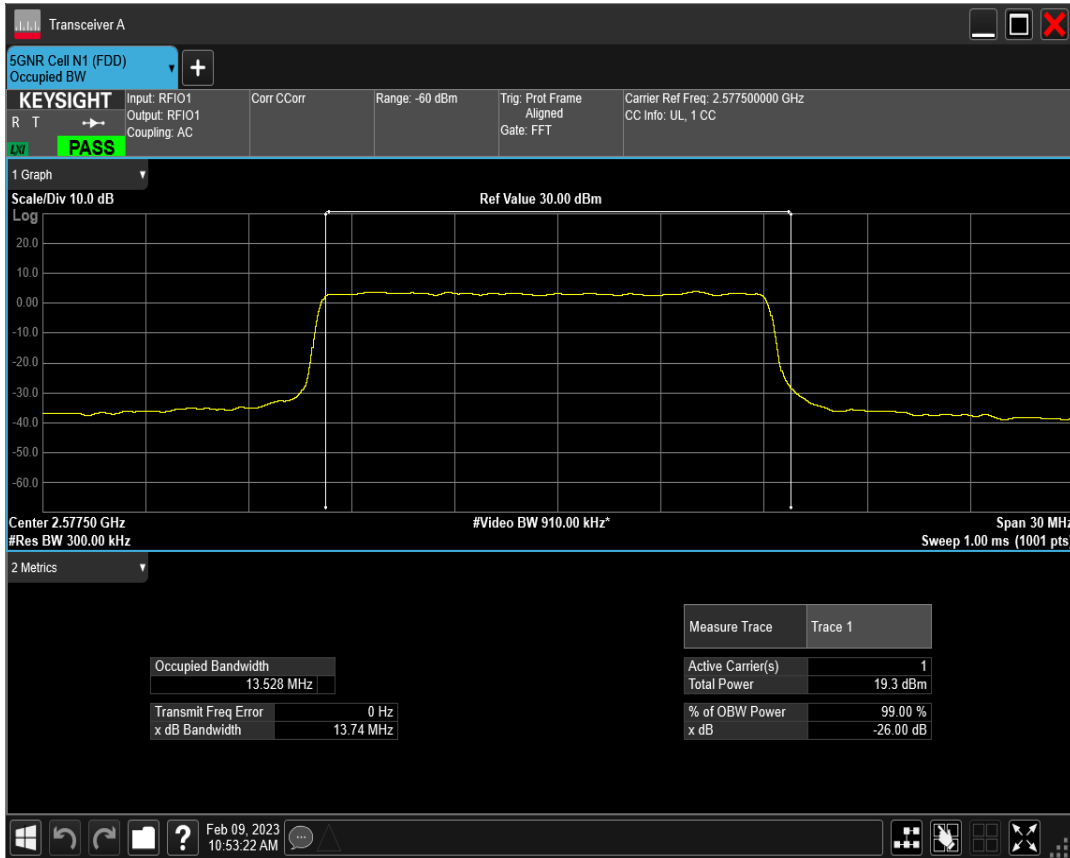 Transceiver A
5GNR Cell N1 (FDD)
Occupied BW
+
KEYSIGHT
R T
LXI
PASS
Input: RFIO1
Output: RFIO1
Coupling: AC
Corr CCorr
Range: -60 dBm
Trig: Prot Frame
Aligned
Gate: FFT
Carrier Ref Freq: 2.577500000 GHz
CC Info: UL, 1 CC
1 Graph
Scale/Div 10.0 dB
Ref Value 30.00 dBm
Log
20.0
10.0
0.00
-10.0
-20.0
-30.0
-40.0
-50.0
-60.0
Center 2.57750 GHz
#Video BW 910.00 kHz*
Span 30 MHz
#Res BW 300.00 kHz
Sweep 1.00 ms (1001 pts)
2 Metrics
Measure Trace Trace 1
Occupied Bandwidth
13.528 MHz
Active Carrier(s) 1
Total Power 19.3 dBm
Transmit Freq Error 0 Hz
x dB Bandwidth 13.74 MHz
% of OBW Power 99.00 %
x dB -26.00 dB
?
Feb 09, 2023
10:53:22 AM